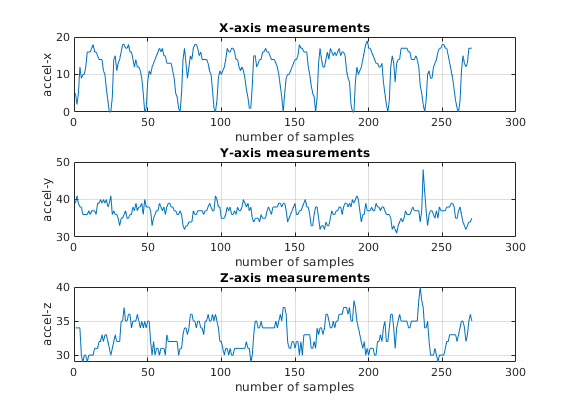 X-axis measurements
20
10
0
accel-x
0 50 100 150 200 250 300
number of samples
Y-axis measurements
50
40
30
accel-y
0 50 100 150 200 250 300
number of samples
Z-axis measurements
40
35
30
accel-z
0 50 100 150 200 250 300
number of samples